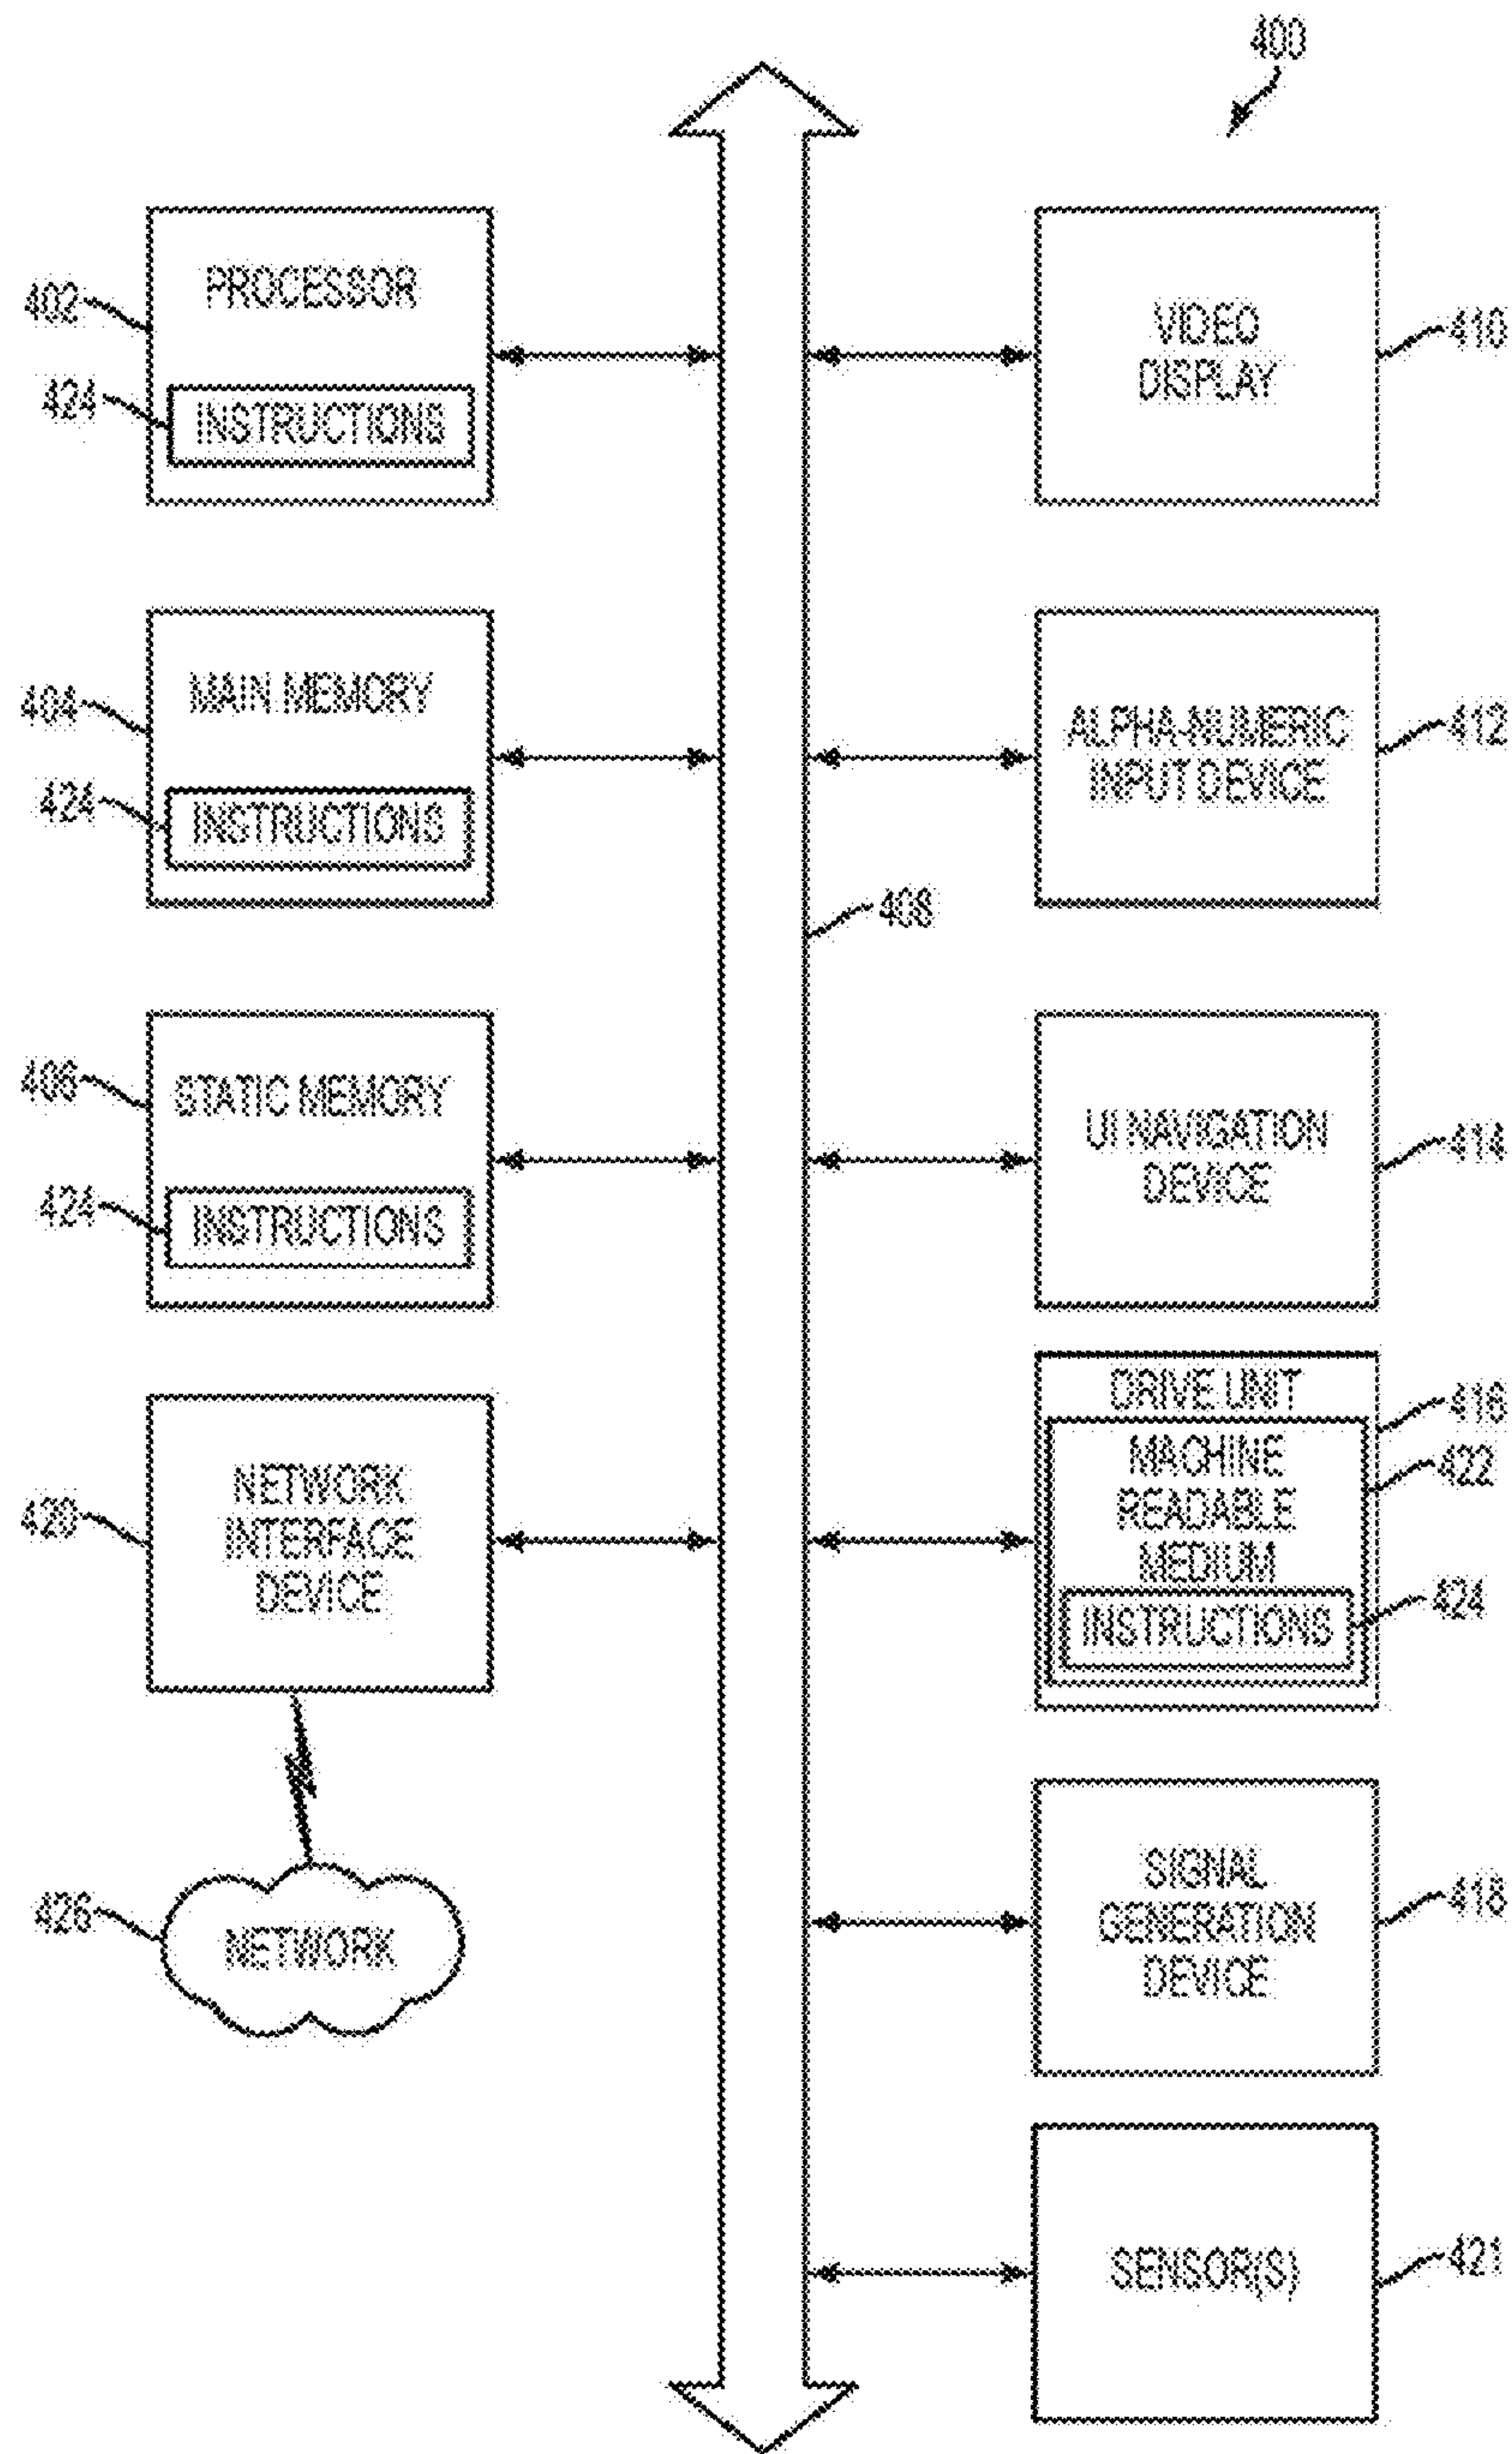 400
402
PROCESSOR
424
INSTRUCTIONS
404
MAIN MEMORY
424
INSTRUCTIONS
406
STATIC MEMORY
424
INSTRUCTIONS
420
NETWORK
INTERFACE
DEVICE
426
NETWORK
408
VIDEO
DISPLAY
410
ALPHA-NUMERIC
INPUT DEVICE
412
UI NAVIGATION
DEVICE
414
DRIVE UNIT
416
MACHINE
READABLE
MEDIUM
422
INSTRUCTIONS
424
SIGNAL
GENERATION
DEVICE
418
SENSOR(S)
421